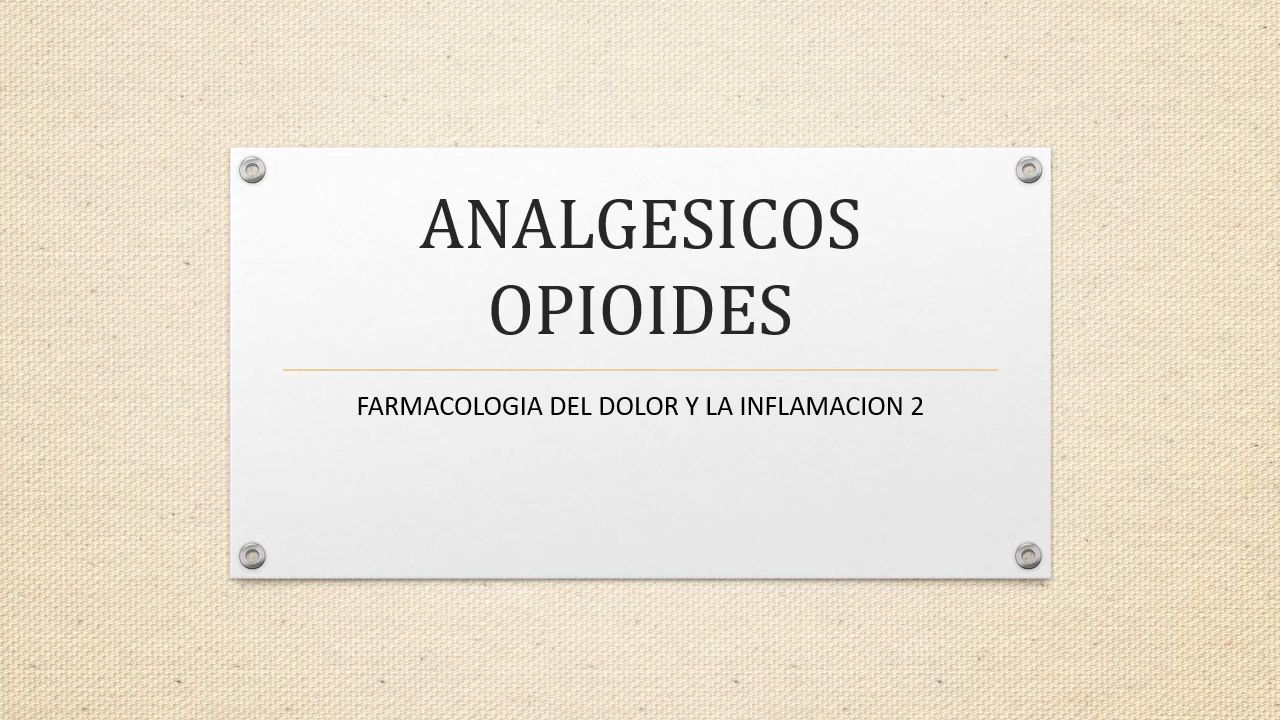 ANALGESICOS
OPIOIDES
FARMACOLOGIA DEL DOLOR Y LA INFLAMACION 2